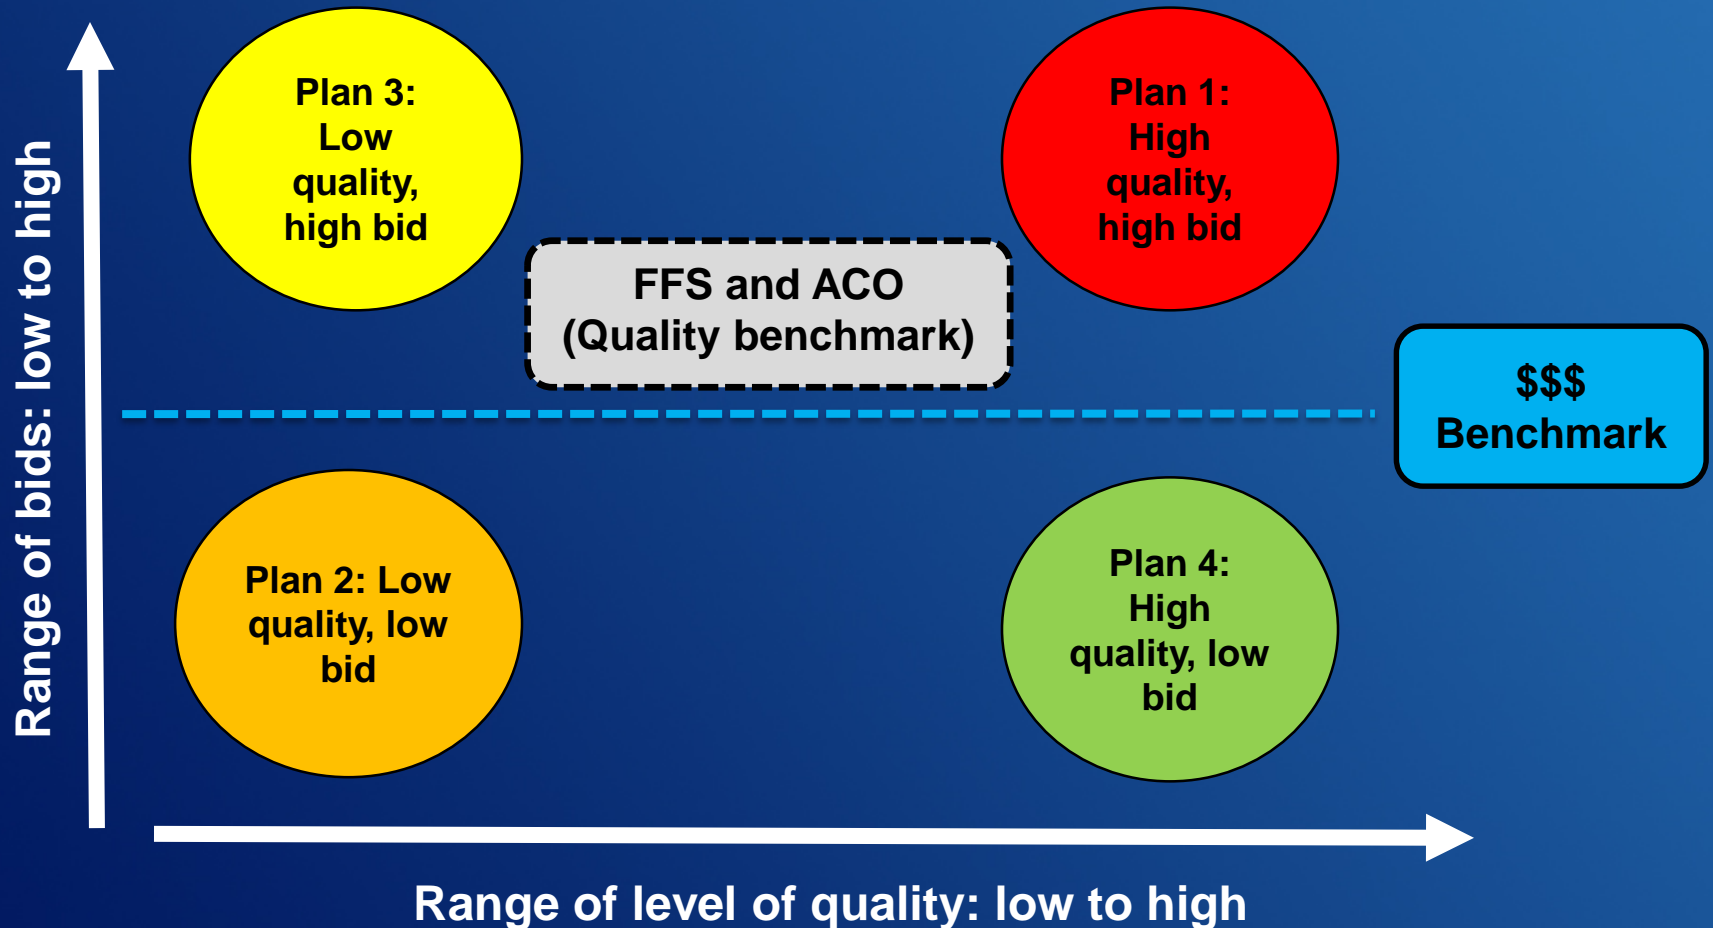 Range of bids: low to high
Plan 3:
Low
quality,
high bid
Plan 1:
High
quality,
high bid
FFS and ACO
(Quality benchmark)
$$$
Benchmark
Plan 2: Low
quality, low
bid
Plan 4:
High
quality, low
bid
Range of level of quality: low to high